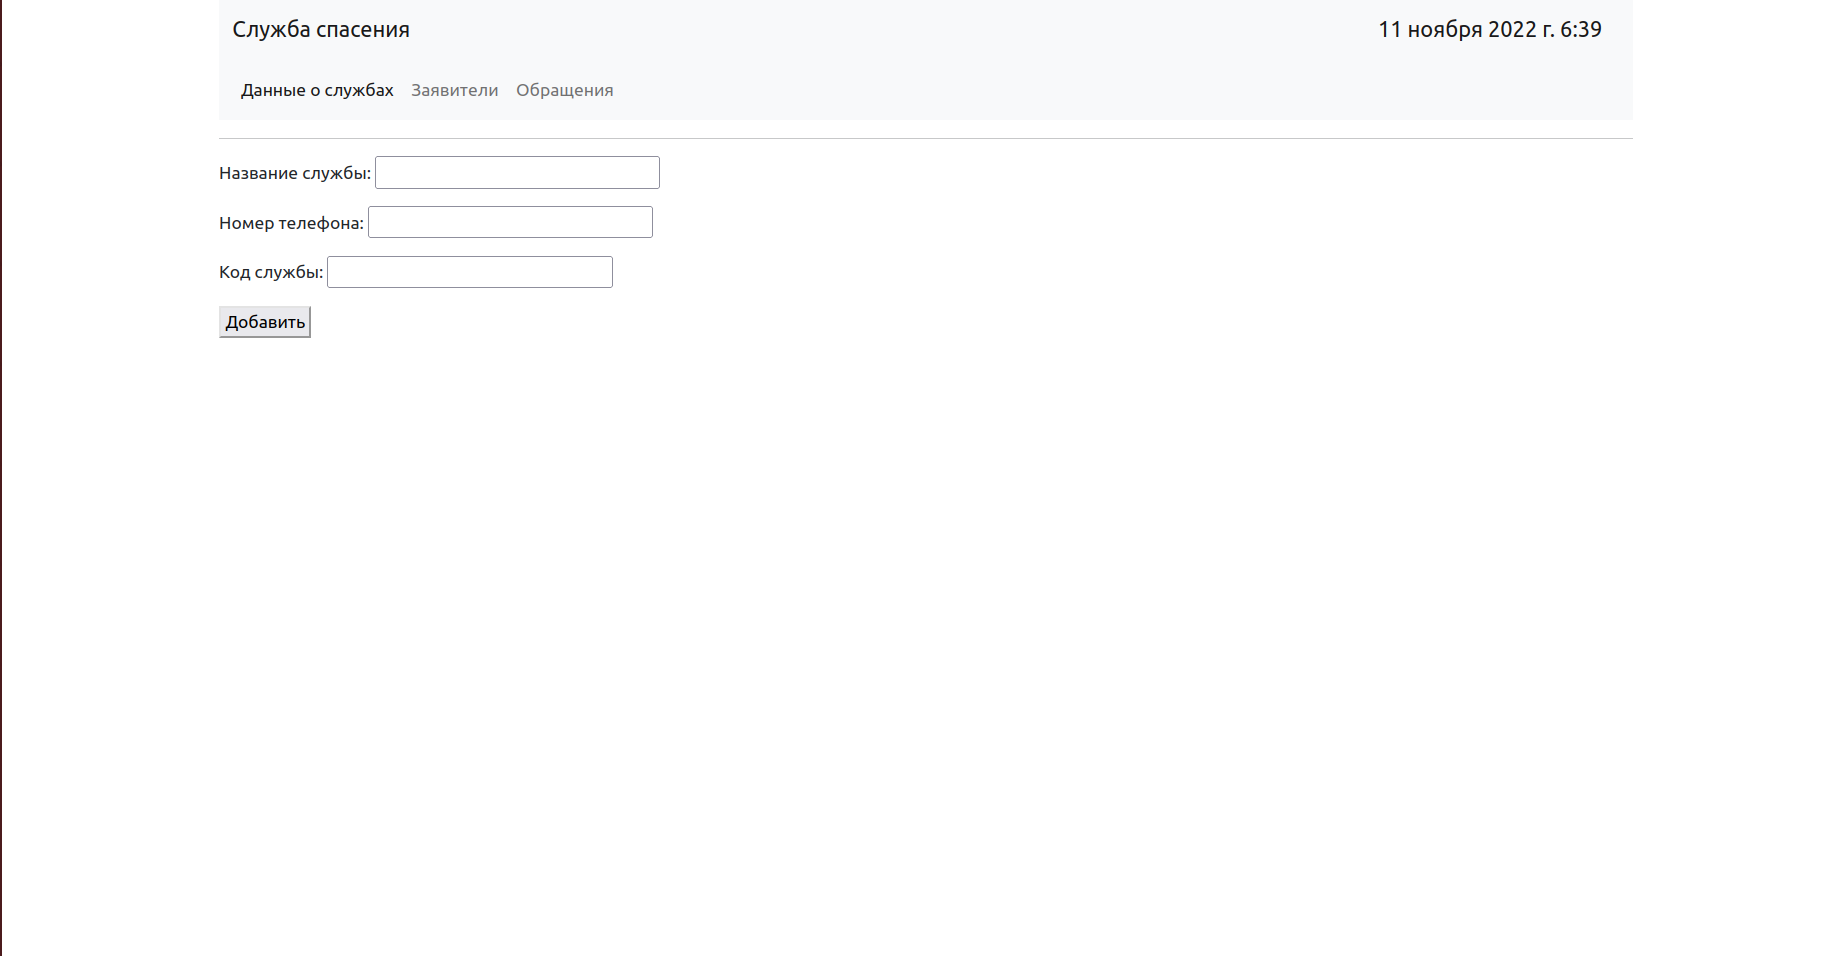 Служба спасения
11 ноября 2022 г. 6:39
Данные о службах Заявители Обращения
Название службы:
Номер телефона:
Код службы:
Добавить